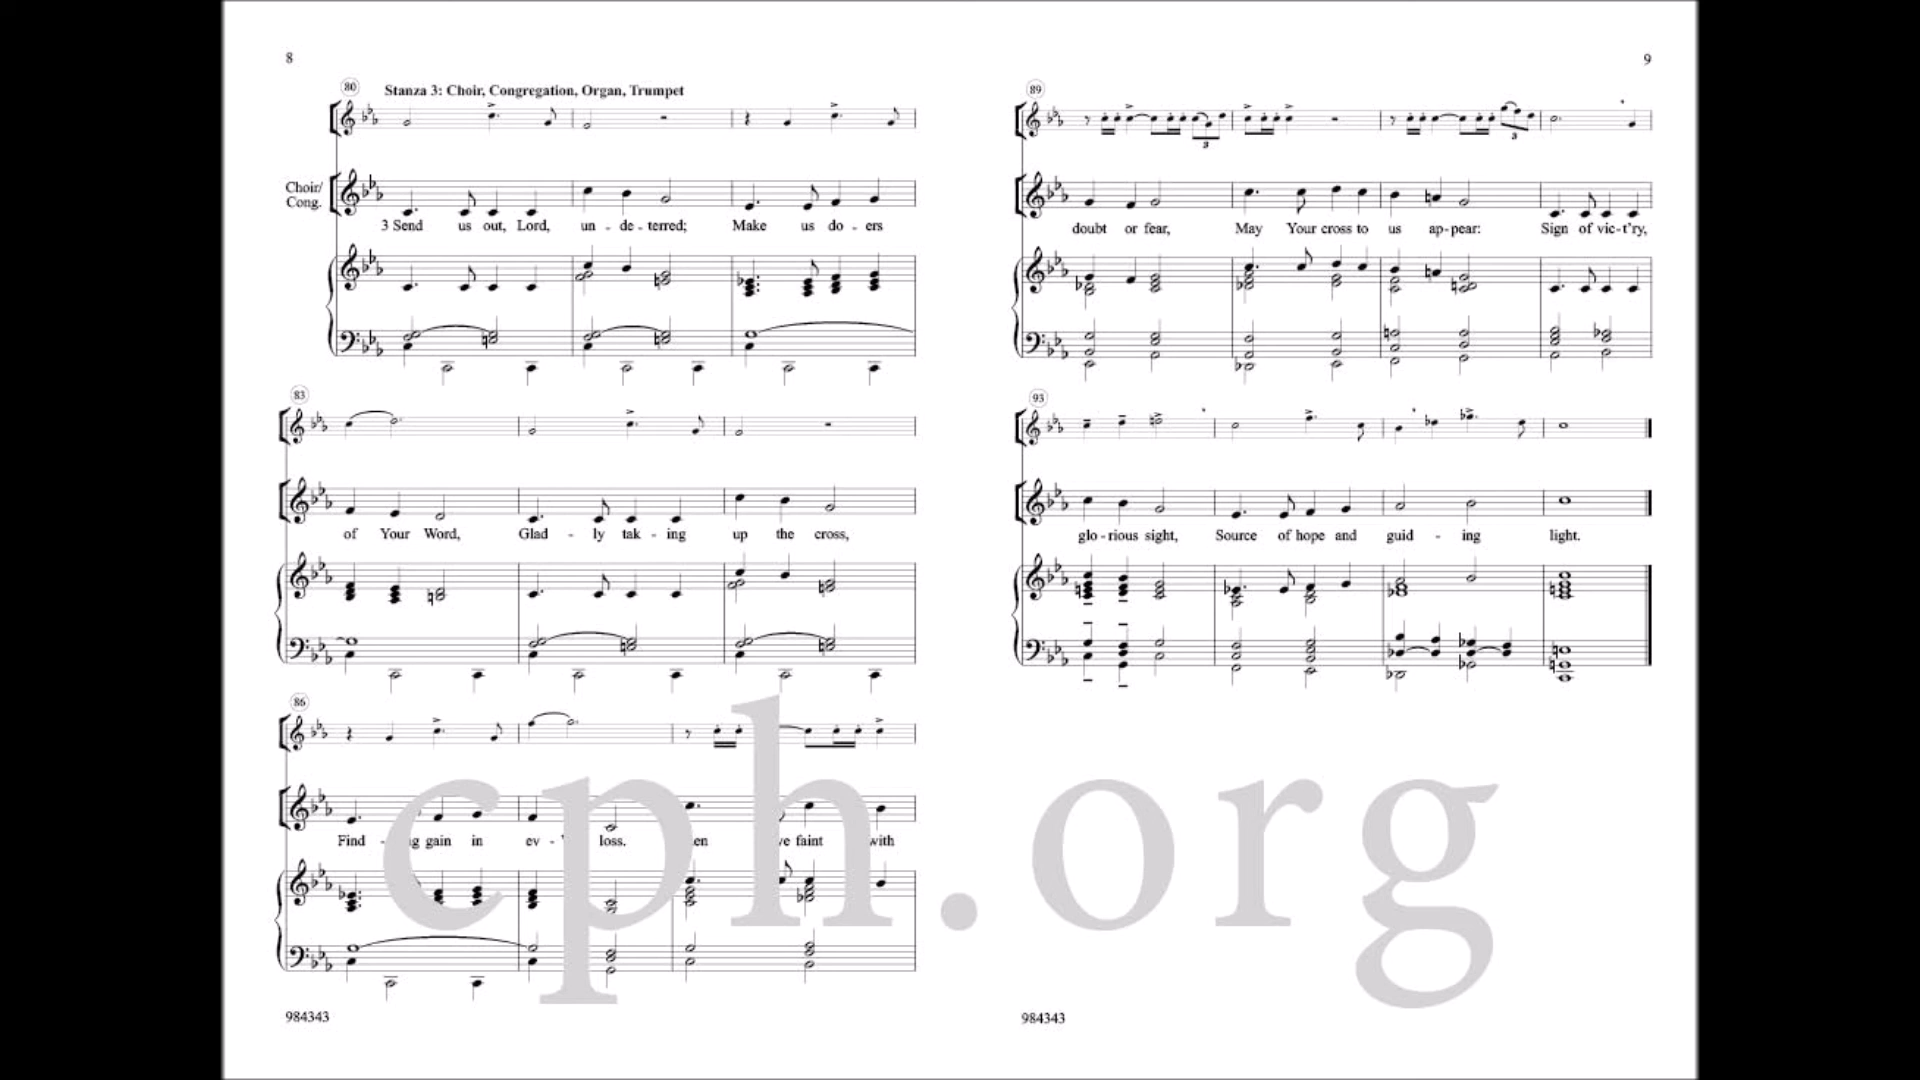 8
80 Stanza 3: Choir, Congregation, Organ, Trumpet
Choir/
Cong.
3 Send us out, Lord, un - de - terred; Make us do - ers
83
of Your Word, Glad - ly tak - ing up the cross,
86
Find - gain in ev - loss. faint with
984343
9
89
3 3
doubt or fear, May Your cross to us ap - pear: Sign of vic - t'ry,
93
glo - rious sight, Source of hope and guid - ing light.
984343
cph.org